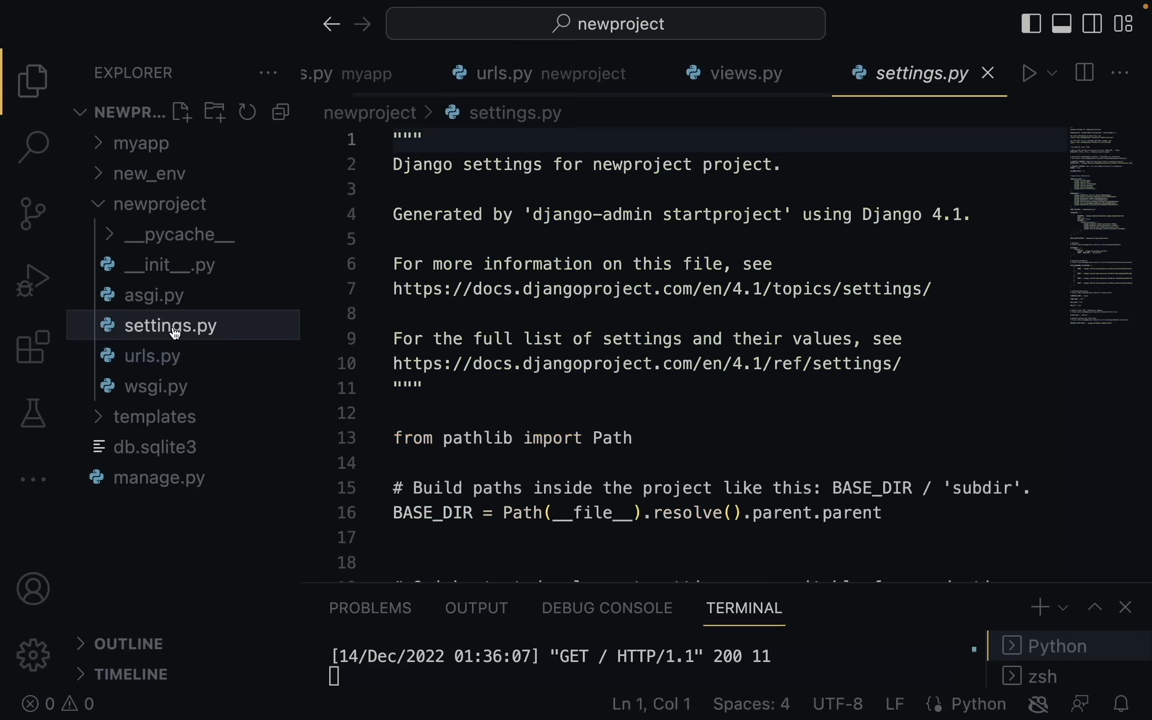 newproject
EXPLORER
NEWPR...
myapp
new_env
newproject
__pycache__
__init__.py
asgi.py
settings.py
urls.py
wsgi.py
templates
db.sqlite3
manage.py
OUTLINE
TIMELINE
s.py myapp
urls.py newproject
views.py
settings.py
newproject > settings.py
1 """
2 Django settings for newproject project.
3
4 Generated by 'django-admin startproject' using Django 4.1.
5
6 For more information on this file, see
7 https://docs.djangoproject.com/en/4.1/topics/settings/
8
9 For the full list of settings and their values, see
10 https://docs.djangoproject.com/en/4.1/ref/settings/
11 """
12
13 from pathlib import Path
14
15 # Build paths inside the project like this: BASE_DIR / 'subdir'.
16 BASE_DIR = Path(__file__).resolve().parent.parent
17
18
PROBLEMS OUTPUT DEBUG CONSOLE TERMINAL
[14/Dec/2022 01:36:07] "GET / HTTP/1.1" 200 11
Python
zsh
0 0 Ln 1, Col 1 Spaces: 4 UTF-8 LF Python